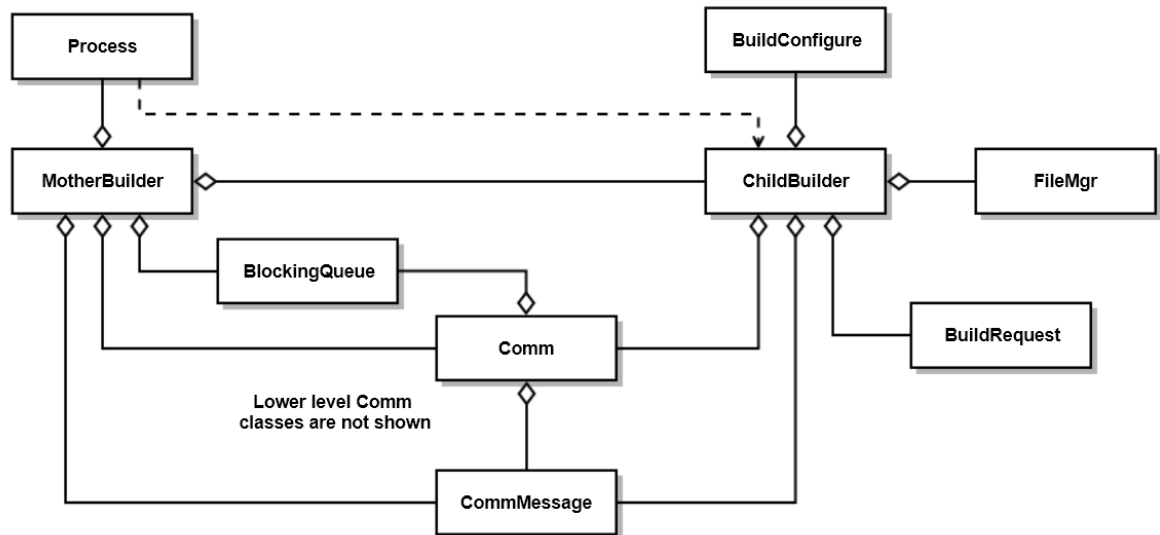 Process
BuildConfigure
MotherBuilder
ChildBuilder
FileMgr
BlockingQueue
Comm
BuildRequest
Lower level Comm
classes are not shown
CommMessage